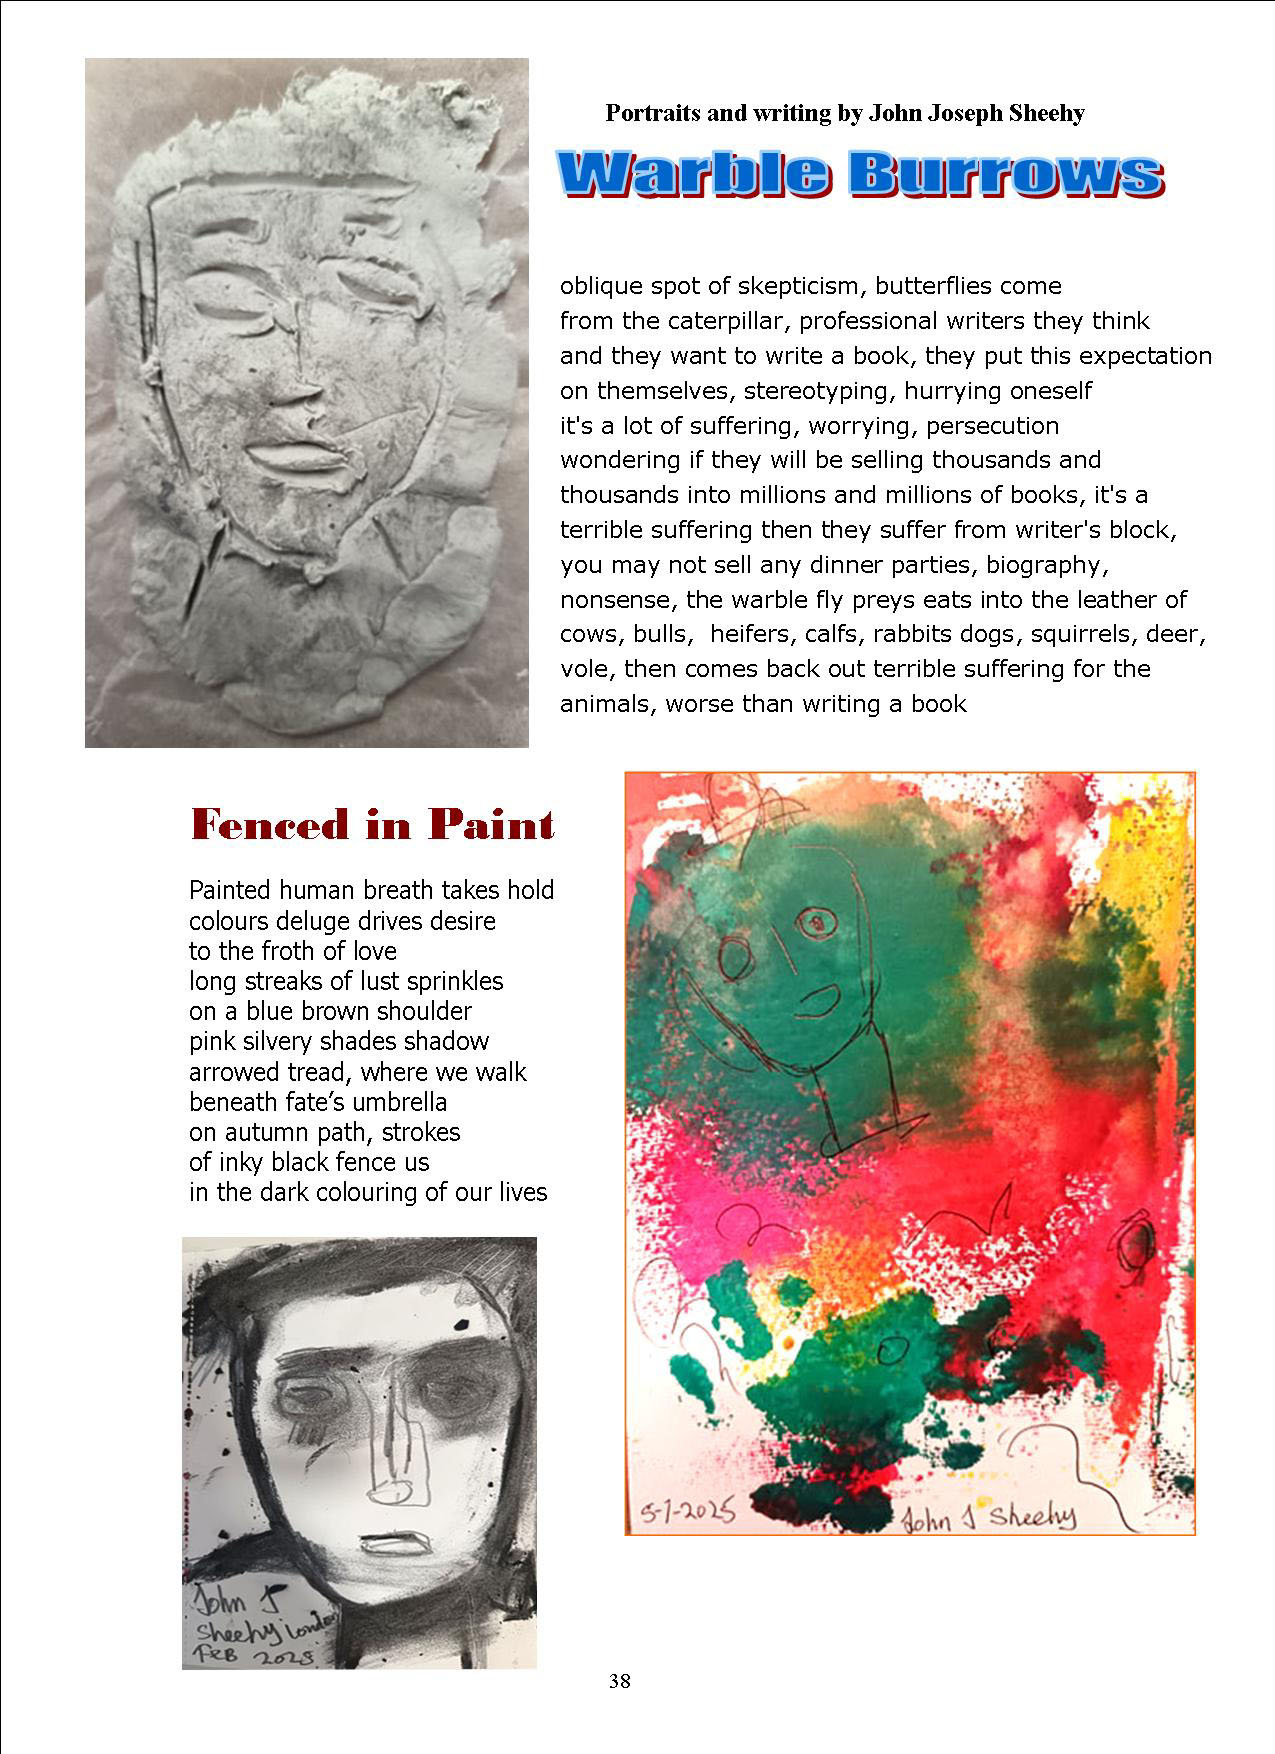 Portraits and writing by John Joseph Sheehy
Warble Burrows
oblique spot of skepticism, butterflies come
from the caterpillar, professional writers they think
and they want to write a book, they put this expectation
on themselves, stereotyping, hurrying oneself
it's a lot of suffering, worrying, persecution
wondering if they will be selling thousands and
thousands into millions and millions of books, it's a
terrible suffering then they suffer from writer's block,
you may not sell any dinner parties, biography,
nonsense, the warble fly preys eats into the leather of
cows, bulls,  heifers, calfs, rabbits dogs, squirrels, deer,
vole, then comes back out terrible suffering for the
animals, worse than writing a book
Fenced in Paint
Painted human breath takes hold
colours deluge drives desire
to the froth of love
long streaks of lust sprinkles
on a blue brown shoulder
pink silvery shades shadow
arrowed tread, where we walk
beneath fate’s umbrella
on autumn path, strokes
of inky black fence us
in the dark colouring of our lives
5-1-2025 John J Sheehy
John J
Sheehy London
FEB 2025
38